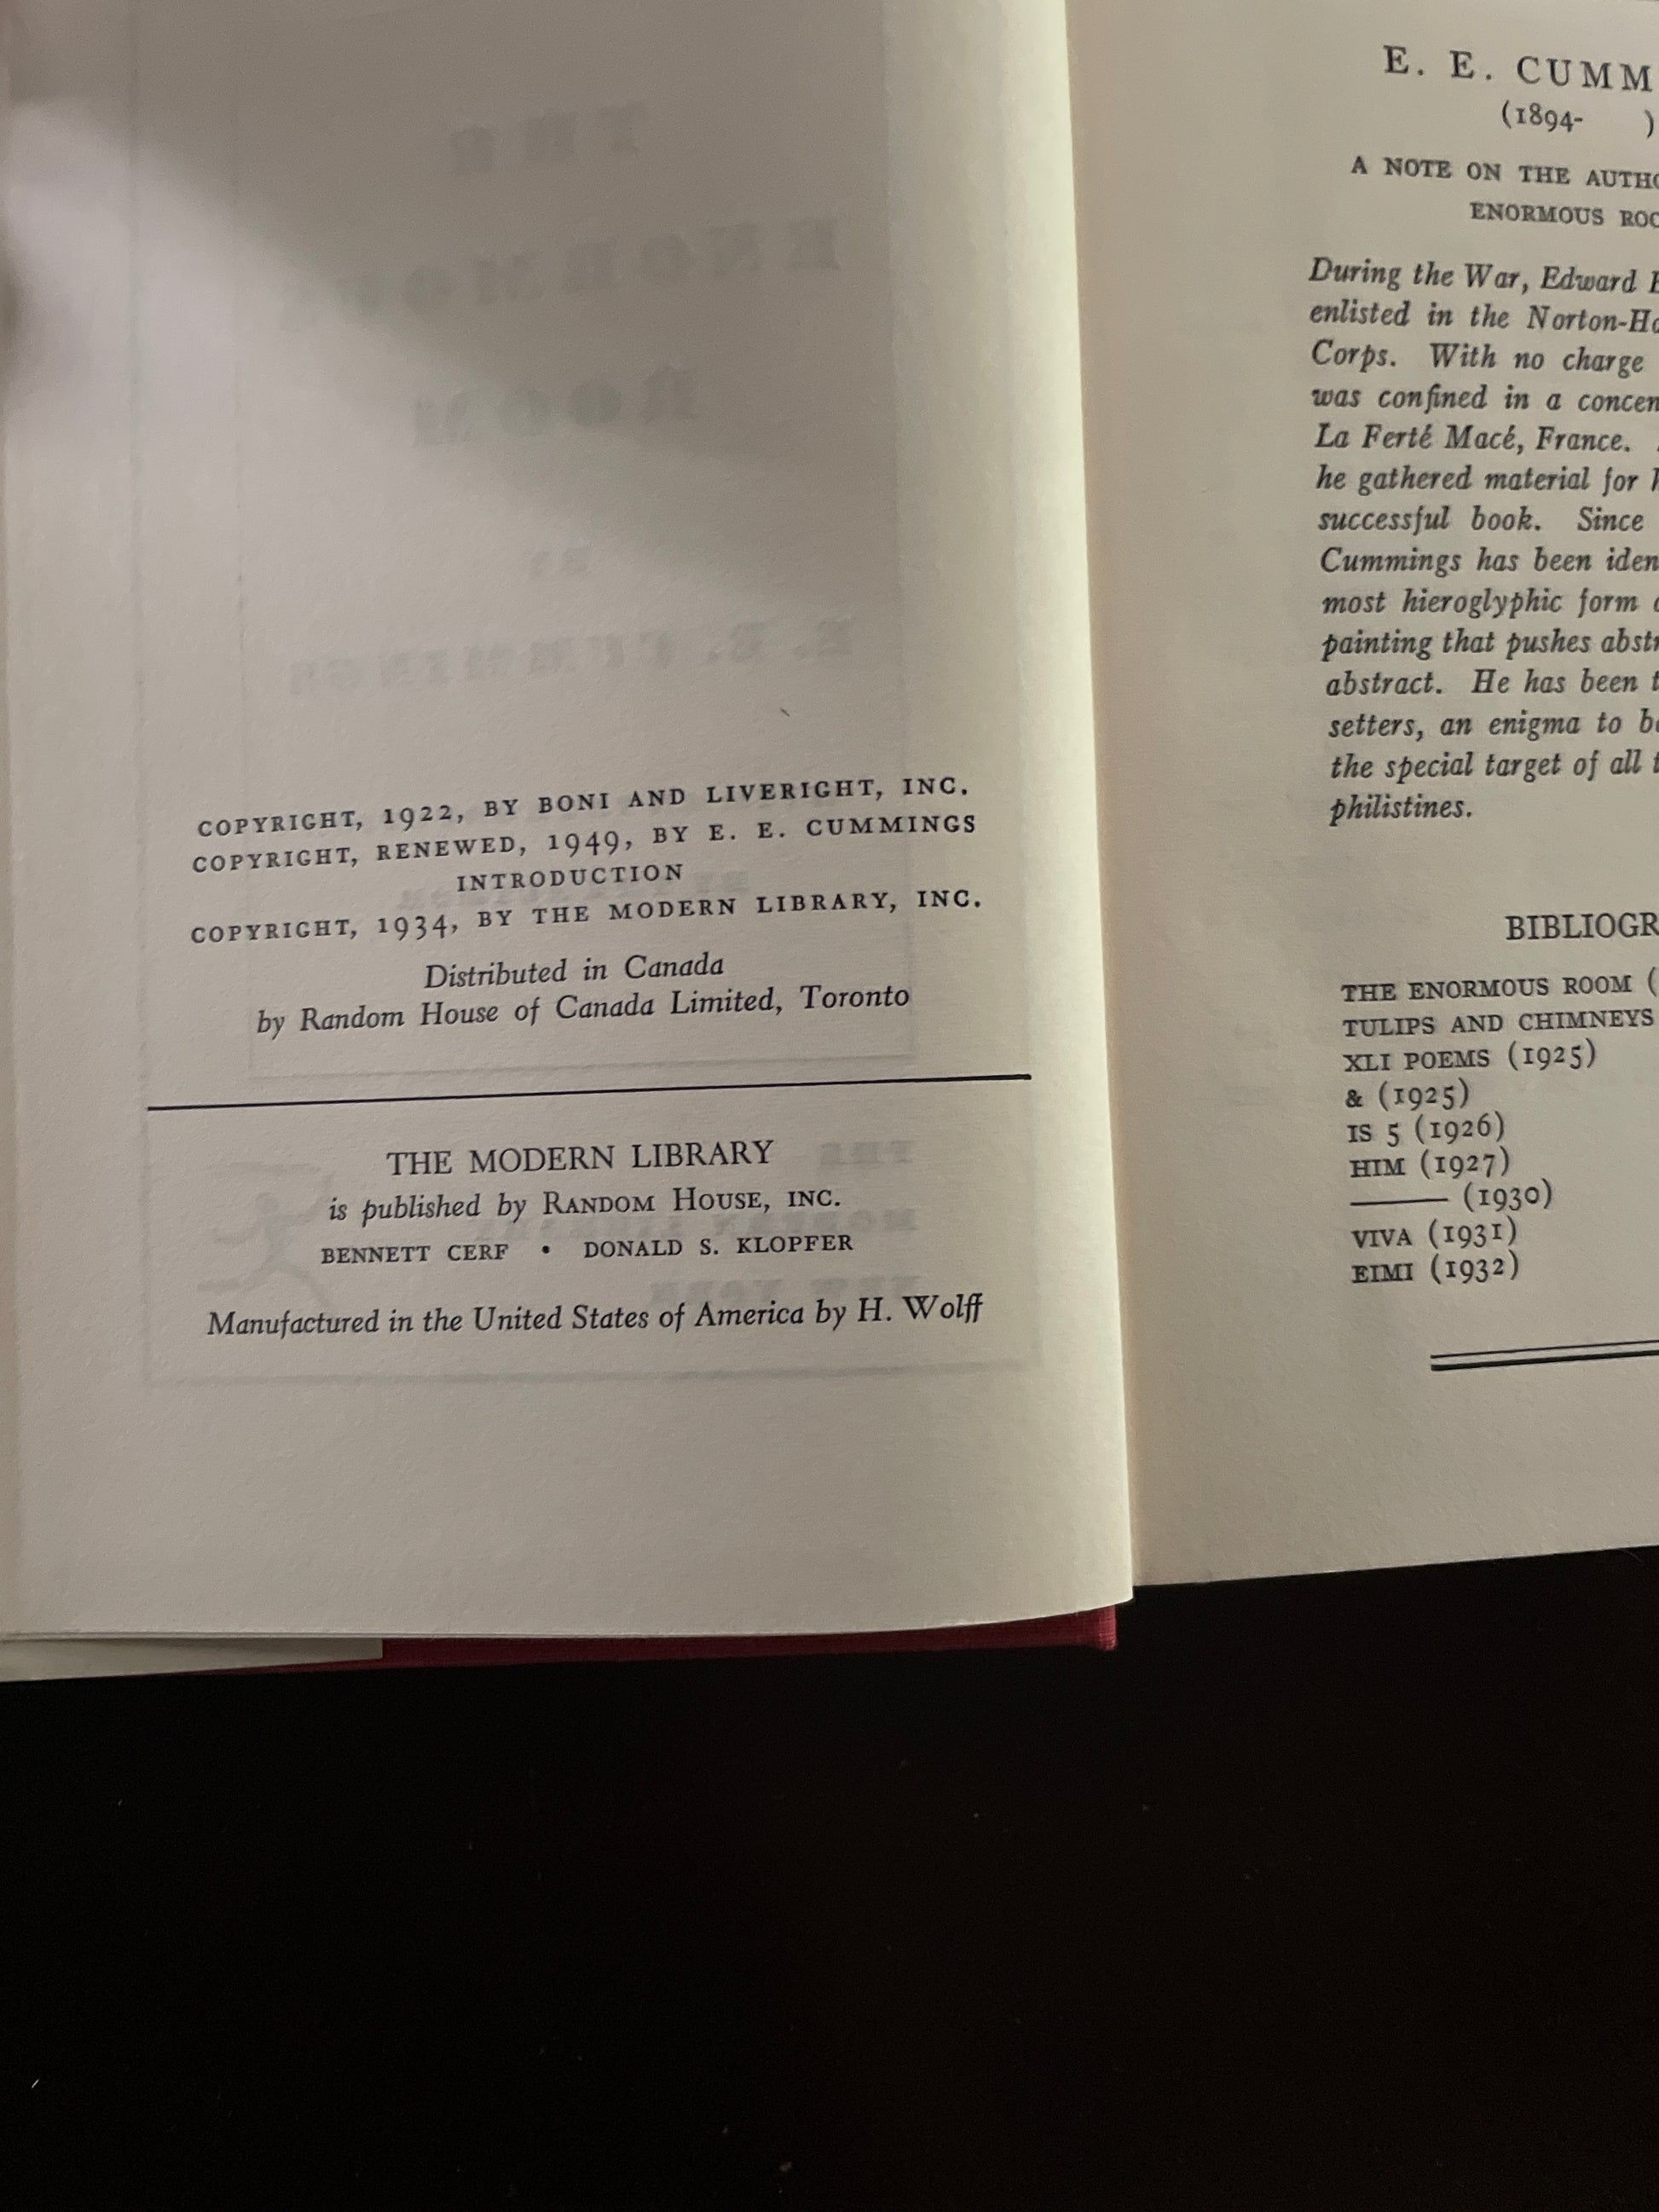 COPYRIGHT, 1922, BY BONI AND LIVERIGHT, INC.
COPYRIGHT, RENEWED, 1949, BY E. E. CUMMINGS
INTRODUCTION
COPYRIGHT, 1934, BY THE MODERN LIBRARY, INC.
Distributed in Canada
by Random House of Canada Limited, Toronto
THE MODERN LIBRARY
is published by RANDOM HOUSE, INC.
BENNETT CERF • DONALD S. KLOPFER
Manufactured in the United States of America by H. Wolff
E. E. CUMM
(1894- )
A NOTE ON THE AUTHO
ENORMOUS ROO
During the War, Edward E
enlisted in the Norton-Ha
Corps. With no charge
was confined in a concen
La Ferté Macé, France.
he gathered material for h
successful book. Since
Cummings has been iden
most hieroglyphic form o
painting that pushes abstr
abstract. He has been t
setters, an enigma to bo
the special target of all t
philistines.
BIBLIOGR
THE ENORMOUS ROOM (
TULIPS AND CHIMNEYS
XLI POEMS (1925)
& (1925)
IS 5 (1926)
HIM (1927)
——— (1930)
VIVA (1931)
EIMI (1932)